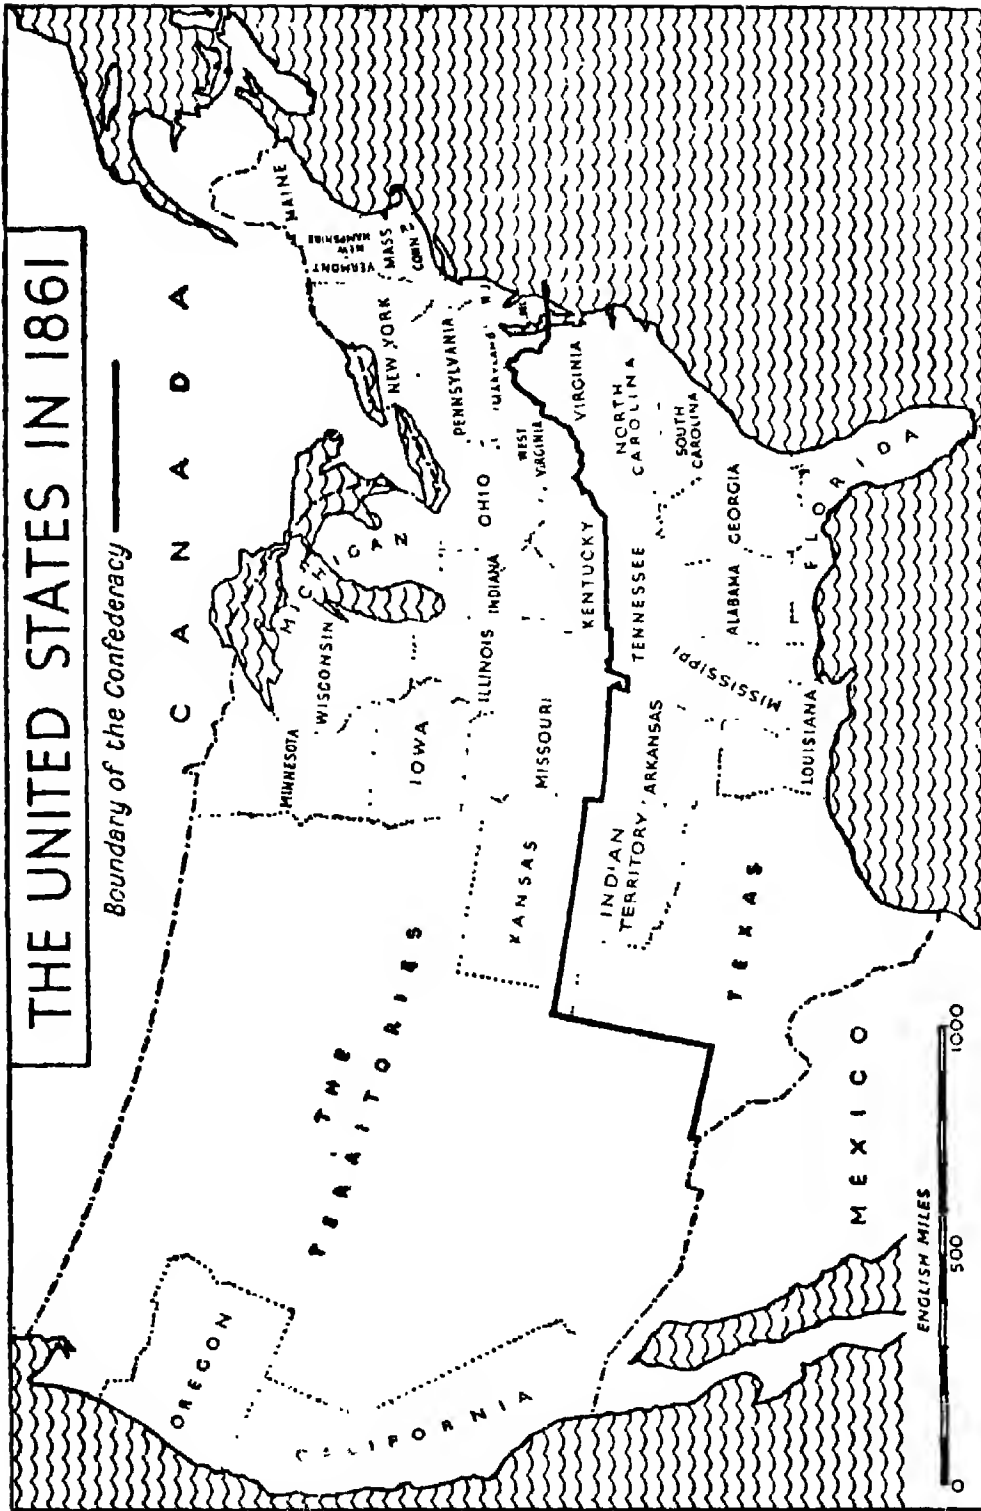 THE UNITED STATES IN 1861
Boundary of the Confederacy
CANADA
MAINE
VERMONT
NEW
HAMPSHIRE
MASS
CONN
R
NEW YORK
MICHIGAN
WISCONSIN
MINNESOTA
PENNSYLVANIA
N J
MARYLAND
OHIO
INDIANA
ILLINOIS
IOWA
WEST
VIRGINIA
VIRGINIA
KENTUCKY
MISSOURI
KANSAS
THE
TERRITORIES
OREGON
CALIFORNIA
NORTH
CAROLINA
SOUTH
CAROLINA
TENNESSEE
ARKANSAS
INDIAN
TERRITORY
GEORGIA
ALABAMA
MISSISSIPPI
LOUISIANA
TEXAS
FLORIDA
MEXICO
ENGLISH MILES
0 500 1000